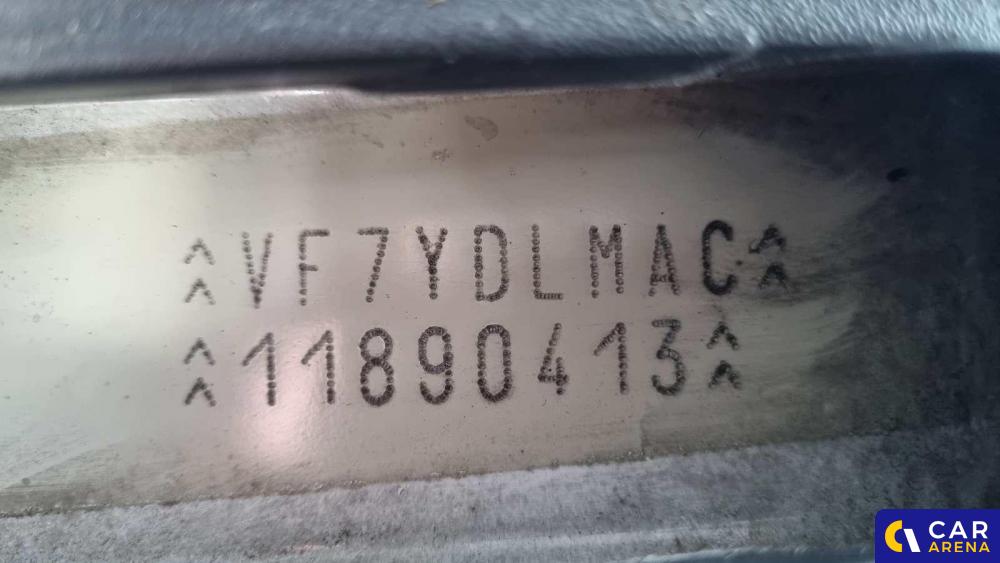 ^VF7YDLMAC^
^11890413^
CAR
ARENA